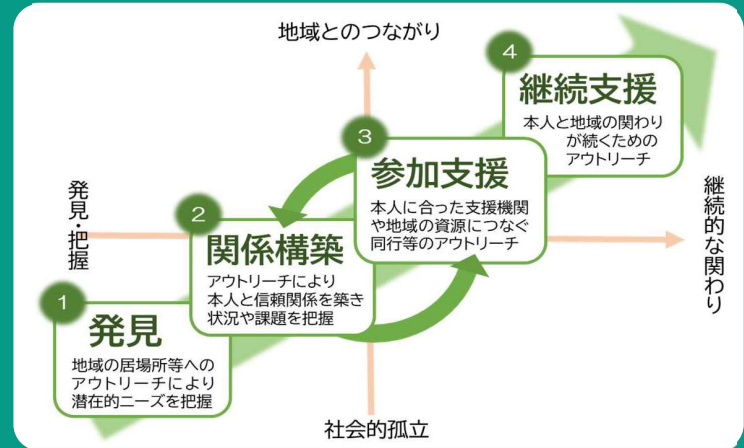 地域とのつながり
4
継続支援
本人と地域の関わり
が続くための
アウトリーチ
3
参加支援
本人に合った支援機関
や地域の資源につなぐ
同行等のアウトリーチ
発見・把握
継続的な関わり
2
関係構築
アウトリーチにより
本人と信頼関係を築き
状況や課題を把握
1
発見
地域の居場所等への
アウトリーチにより
潜在的ニーズを把握
社会的孤立